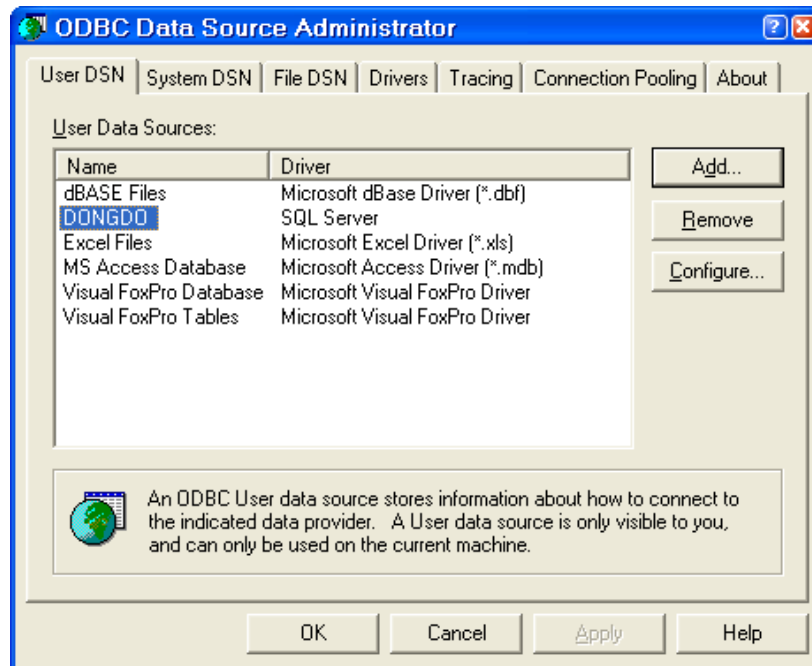 ODBC Data Source Administrator
User DSN System DSN File DSN Drivers Tracing Connection Pooling About
User Data Sources:
Name Driver
dBASE Files Microsoft dBase Driver (*.dbf)
DONGDO SQL Server
Excel Files Microsoft Excel Driver (*.xls)
MS Access Database Microsoft Access Driver (*.mdb)
Visual FoxPro Database Microsoft Visual FoxPro Driver
Visual FoxPro Tables Microsoft Visual FoxPro Driver
Add...
Remove
Configure...
An ODBC User data source stores information about how to connect to
the indicated data provider. A User data source is only visible to you,
and can only be used on the current machine.
OK Cancel Apply Help